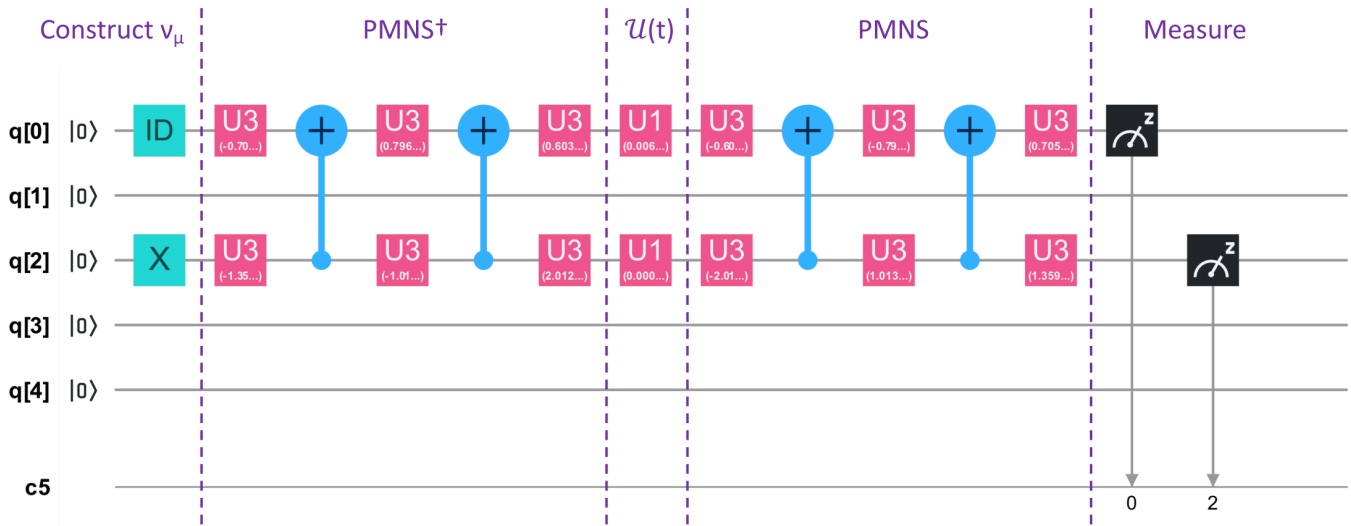 Construct νμ PMNS† 𝒰(t) PMNS Measure
q[0] |0⟩ ID U3 (-0.70...) + U3 (0.796...) + U3 (0.603...) U1 (0.006...) U3 (-0.60...) + U3 (-0.79...) + U3 (0.705...) z
q[1] |0⟩
q[2] |0⟩ X U3 (-1.35...) U3 (-1.01...) U3 (2.012...) U1 (0.000...) U3 (-2.01...) U3 (1.013...) U3 (1.359...) z
q[3] |0⟩
q[4] |0⟩
c5
0 2